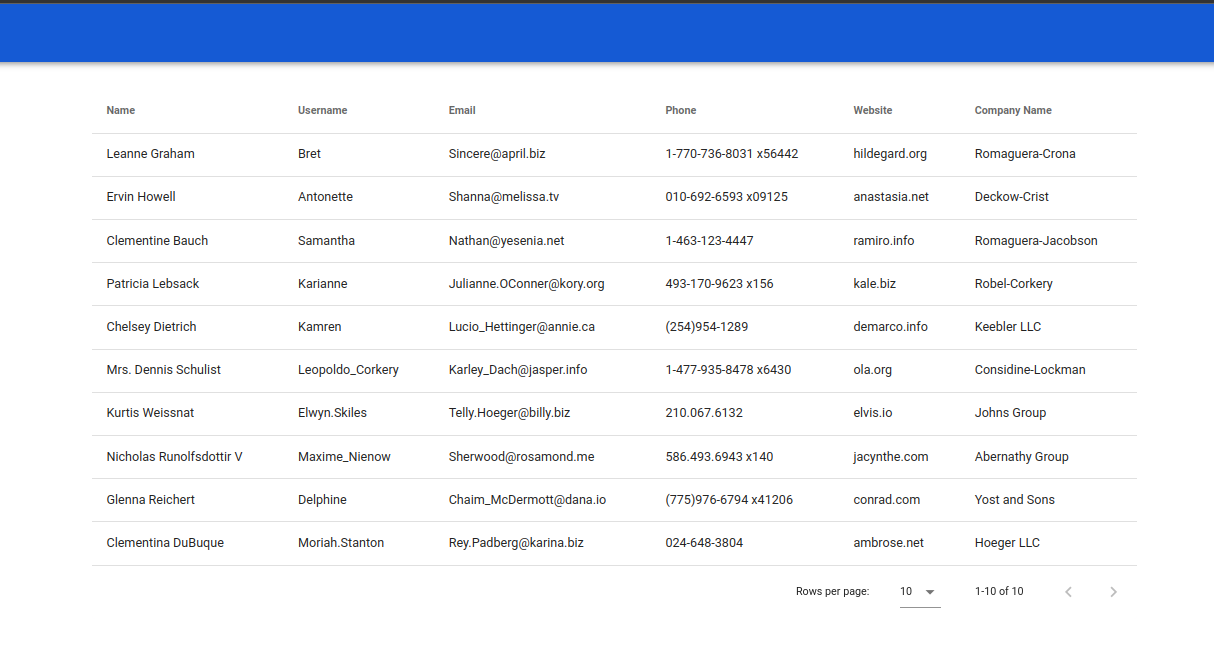 Name Username Email Phone Website Company Name
Leanne Graham Bret Sincere@april.biz 1-770-736-8031 x56442 hildegard.org Romaguera-Crona
Ervin Howell Antonette Shanna@melissa.tv 010-692-6593 x09125 anastasia.net Deckow-Crist
Clementine Bauch Samantha Nathan@yesenia.net 1-463-123-4447 ramiro.info Romaguera-Jacobson
Patricia Lebsack Karianne Julianne.OConner@kory.org 493-170-9623 x156 kale.biz Robel-Corkery
Chelsey Dietrich Kamren Lucio_Hettinger@annie.ca (254)954-1289 demarco.info Keebler LLC
Mrs. Dennis Schulist Leopoldo_Corkery Karley_Dach@jasper.info 1-477-935-8478 x6430 ola.org Considine-Lockman
Kurtis Weissnat Elwyn.Skiles Telly.Hoeger@billy.biz 210.067.6132 elvis.io Johns Group
Nicholas Runolfsdottir V Maxime_Nienow Sherwood@rosamond.me 586.493.6943 x140 jacynthe.com Abernathy Group
Glenna Reichert Delphine Chaim_McDermott@dana.io (775)976-6794 x41206 conrad.com Yost and Sons
Clementina DuBuque Moriah.Stanton Rey.Padberg@karina.biz 024-648-3804 ambrose.net Hoeger LLC
Rows per page: 10 1-10 of 10